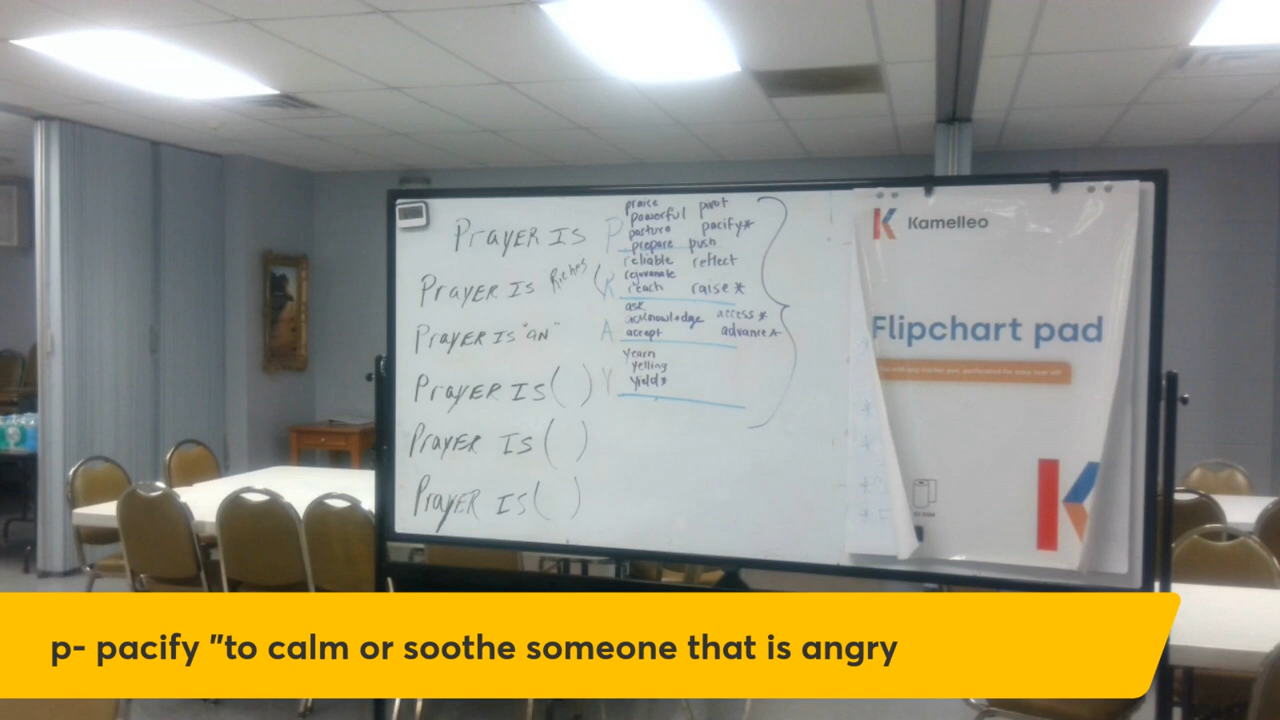 PRAYER IS
PRAYER IS Riches (
PRAYER IS "AN"
PRAYER IS ( )
PRAYER IS ( )
PRAYER IS ( )
P
praise pivot
powerful pacify*
posture push
prepare
R
reliable reflect
rejuvanate
reach raise *
A
ask
acknowledge access *
accept advance*
Y
yearn
yelling
yield*
Kamelleo
Flipchart pad
p- pacify "to calm or soothe someone that is angry